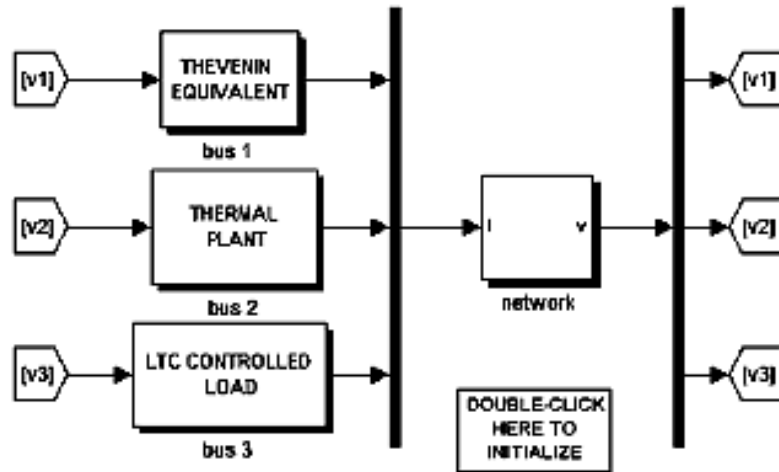 [v1]
THEVENIN
EQUIVALENT
bus 1
[v1]
[v2]
THERMAL
PLANT
bus 2
I
v
network
[v2]
[v3]
LTC CONTROLLED
LOAD
bus 3
DOUBLE-CLICK
HERE TO
INITIALIZE
[v3]